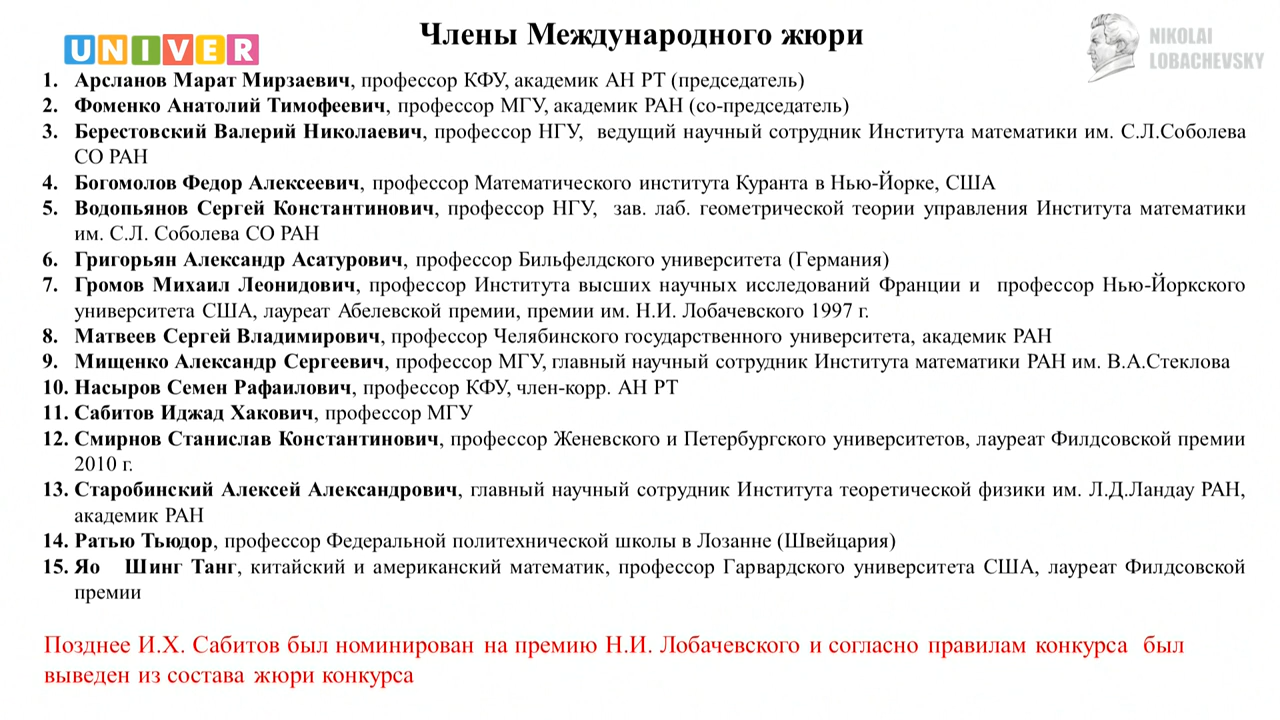 Члены Международного жюри
UNIVER
NIKOLAI
LOBACHEVSKY
1. Арсланов Марат Мирзаевич, профессор КФУ, академик АН РТ (председатель)
2. Фоменко Анатолий Тимофеевич, профессор МГУ, академик РАН (со-председатель)
3. Берестовский Валерий Николаевич, профессор НГУ, ведущий научный сотрудник Института математики им. С.Л.Соболева
СО РАН
4. Богомолов Федор Алексеевич, профессор Математического института Куранта в Нью-Йорке, США
5. Водопьянов Сергей Константинович, профессор НГУ, зав. лаб. геометрической теории управления Института математики
им. С.Л. Соболева СО РАН
6. Григорьян Александр Асатурович, профессор Бильфелдского университета (Германия)
7. Громов Михаил Леонидович, профессор Института высших научных исследований Франции и профессор Нью-Йоркского
университета США, лауреат Абелевской премии, премии им. Н.И. Лобачевского 1997 г.
8. Матвеев Сергей Владимирович, профессор Челябинского государственного университета, академик РАН
9. Мищенко Александр Сергеевич, профессор МГУ, главный научный сотрудник Института математики РАН им. В.А.Стеклова
10. Насыров Семен Рафаилович, профессор КФУ, член-корр. АН РТ
11. Сабитов Иджад Хакович, профессор МГУ
12. Смирнов Станислав Константинович, профессор Женевского и Петербургского университетов, лауреат Филдсовской премии
2010 г.
13. Старобинский Алексей Александрович, главный научный сотрудник Института теоретической физики им. Л.Д.Ландау РАН,
академик РАН
14. Ратью Тьюдор, профессор Федеральной политехнической школы в Лозанне (Швейцария)
15. Яо Шинг Танг, китайский и американский математик, профессор Гарвардского университета США, лауреат Филдсовской
премии
Позднее И.Х. Сабитов был номинирован на премию Н.И. Лобачевского и согласно правилам конкурса был
выведен из состава жюри конкурса